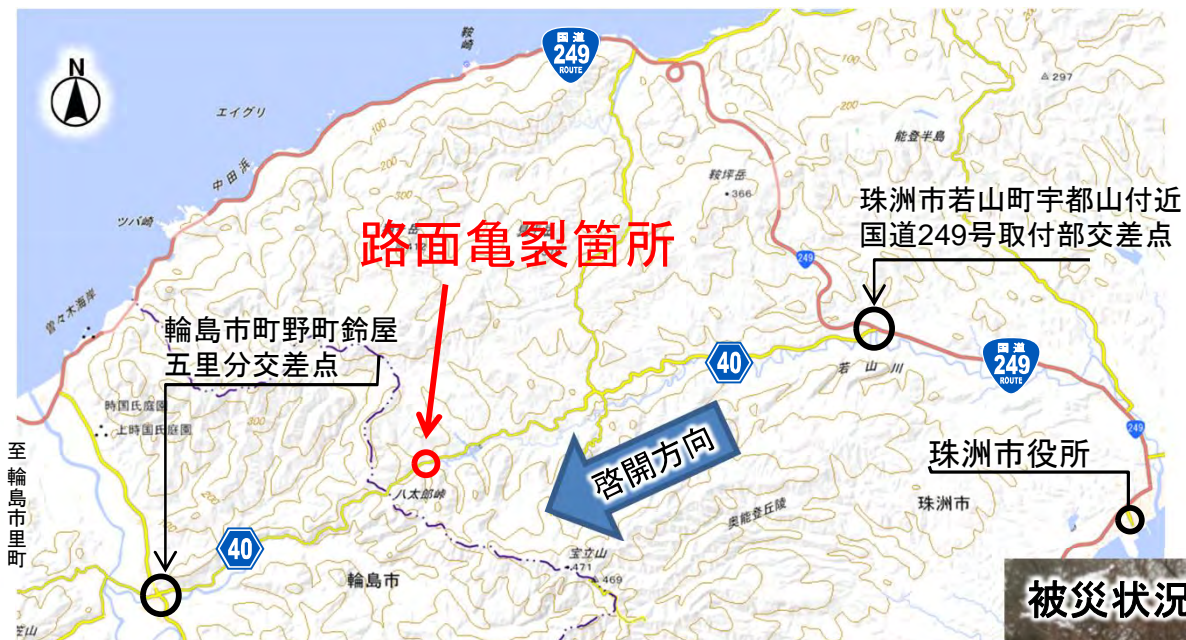 鞍崎
国道
249
ROUTE
N
エイグリ
100
297
200
能登半島
中田浜
100
200
300
鞍坪岳
366
ツバ崎
珠洲市若山町宇都山付近
国道249号取付部交差点
路面亀裂箇所
412
249
曽々木海岸
輪島市町野町鈴屋
五里分交差点
40
若山川
国道
249
ROUTE
時国氏庭園
上時国氏庭園
300
249
至輪島市里町
啓開方向
珠洲市役所
八太郎峠
珠洲市
奥能登丘陵
40
宝立山
471
469
輪島市
被災状況